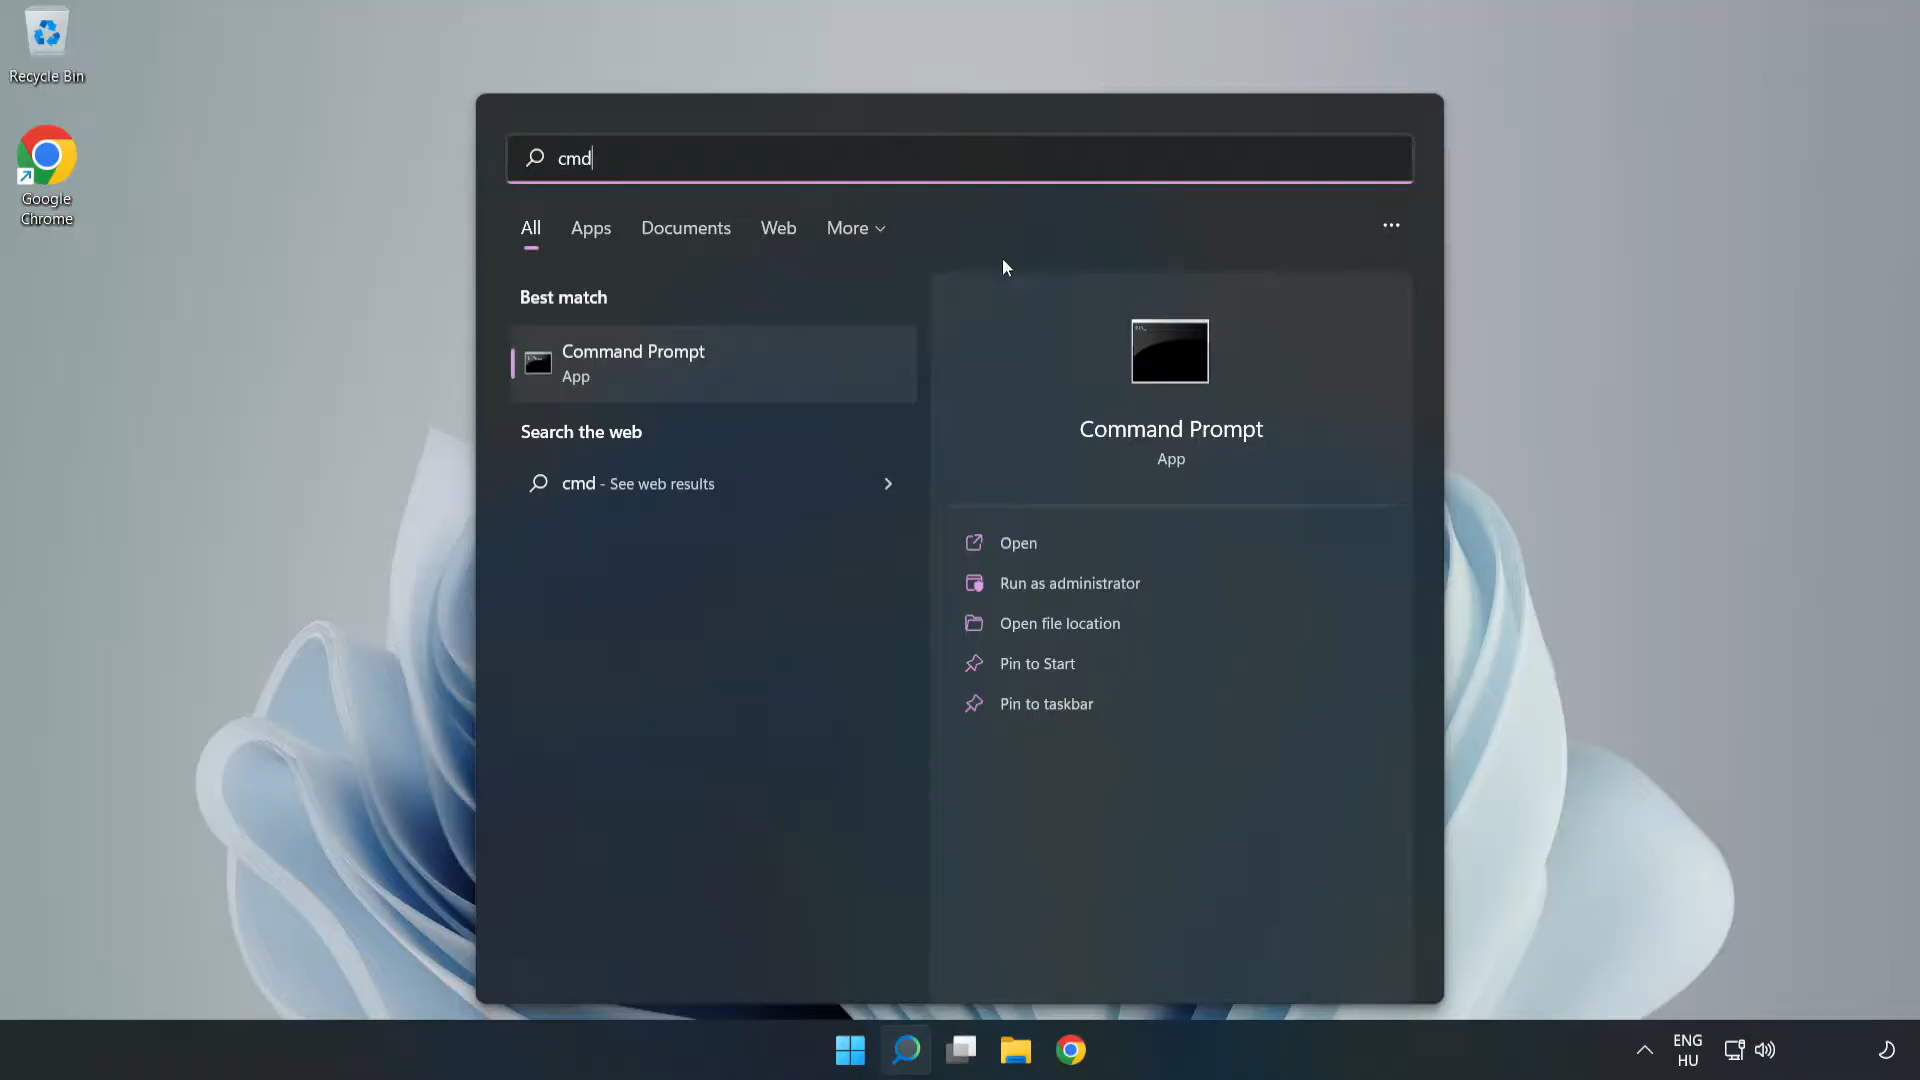 Recycle Bin
Google
Chrome
cmd
All
Apps
Documents
Web
More
Best match
Command Prompt
App
Search the web
cmd - See web results
Command Prompt
App
Open
Run as administrator
Open file location
Pin to Start
Pin to taskbar
ENG
HU